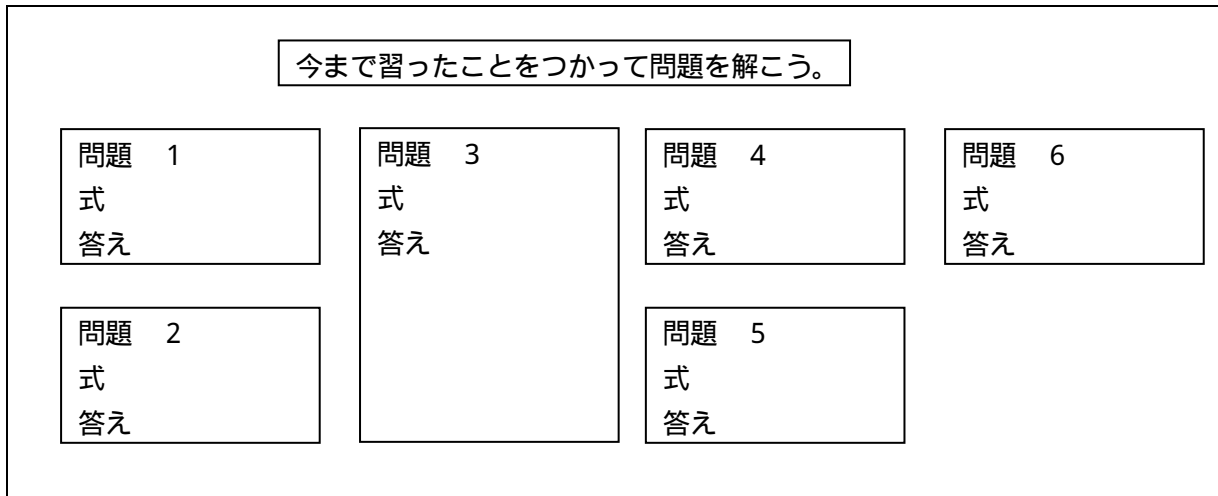 今まで習ったことをつかって問題を解こう。
問題 1
式
答え
問題 2
式
答え
問題 3
式
答え
問題 4
式
答え
問題 5
式
答え
問題 6
式
答え